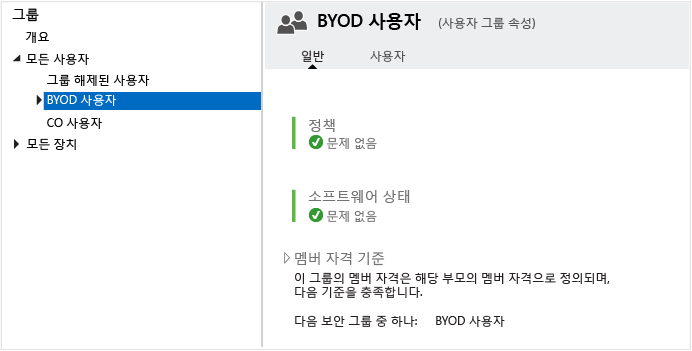 그룹
개요
모든 사용자
그룹 해제된 사용자
BYOD 사용자
CO 사용자
모든 장치
BYOD 사용자 (사용자 그룹 속성)
일반 사용자
정책
문제 없음
소프트웨어 상태
문제 없음
멤버 자격 기준
이 그룹의 멤버 자격은 해당 부모의 멤버 자격으로 정의되며,
다음 기준을 충족합니다.
다음 보안 그룹 중 하나: BYOD 사용자